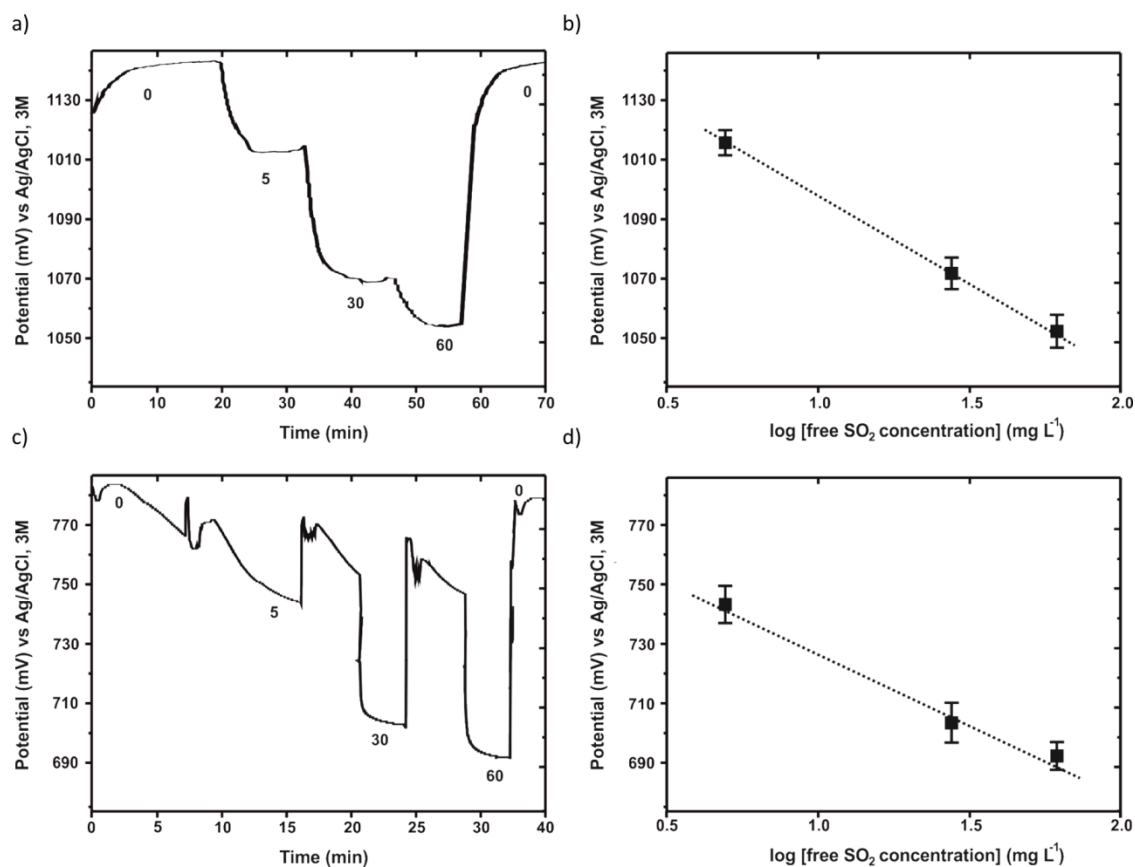 a)
Potential (mV) vs Ag/AgCl, 3M
1130
1010
1090
1070
1050
0
5
30
60
0
0 10 20 30 40 50 60 70
Time (min)
b)
Potential (mV) vs Ag/AgCl, 3M
1130
1010
1090
1070
1050
0.5 1.0 1.5 2.0
log [free SO₂ concentration] (mg L⁻¹)
c)
Potential (mV) vs Ag/AgCl, 3M
770
750
730
710
690
0
5
30
60
0
0 5 10 15 20 25 30 40
Time (min)
d)
Potential (mV) vs Ag/AgCl, 3M
770
750
730
710
690
0.5 1.0 1.5 2.0
log [free SO₂ concentration] (mg L⁻¹)